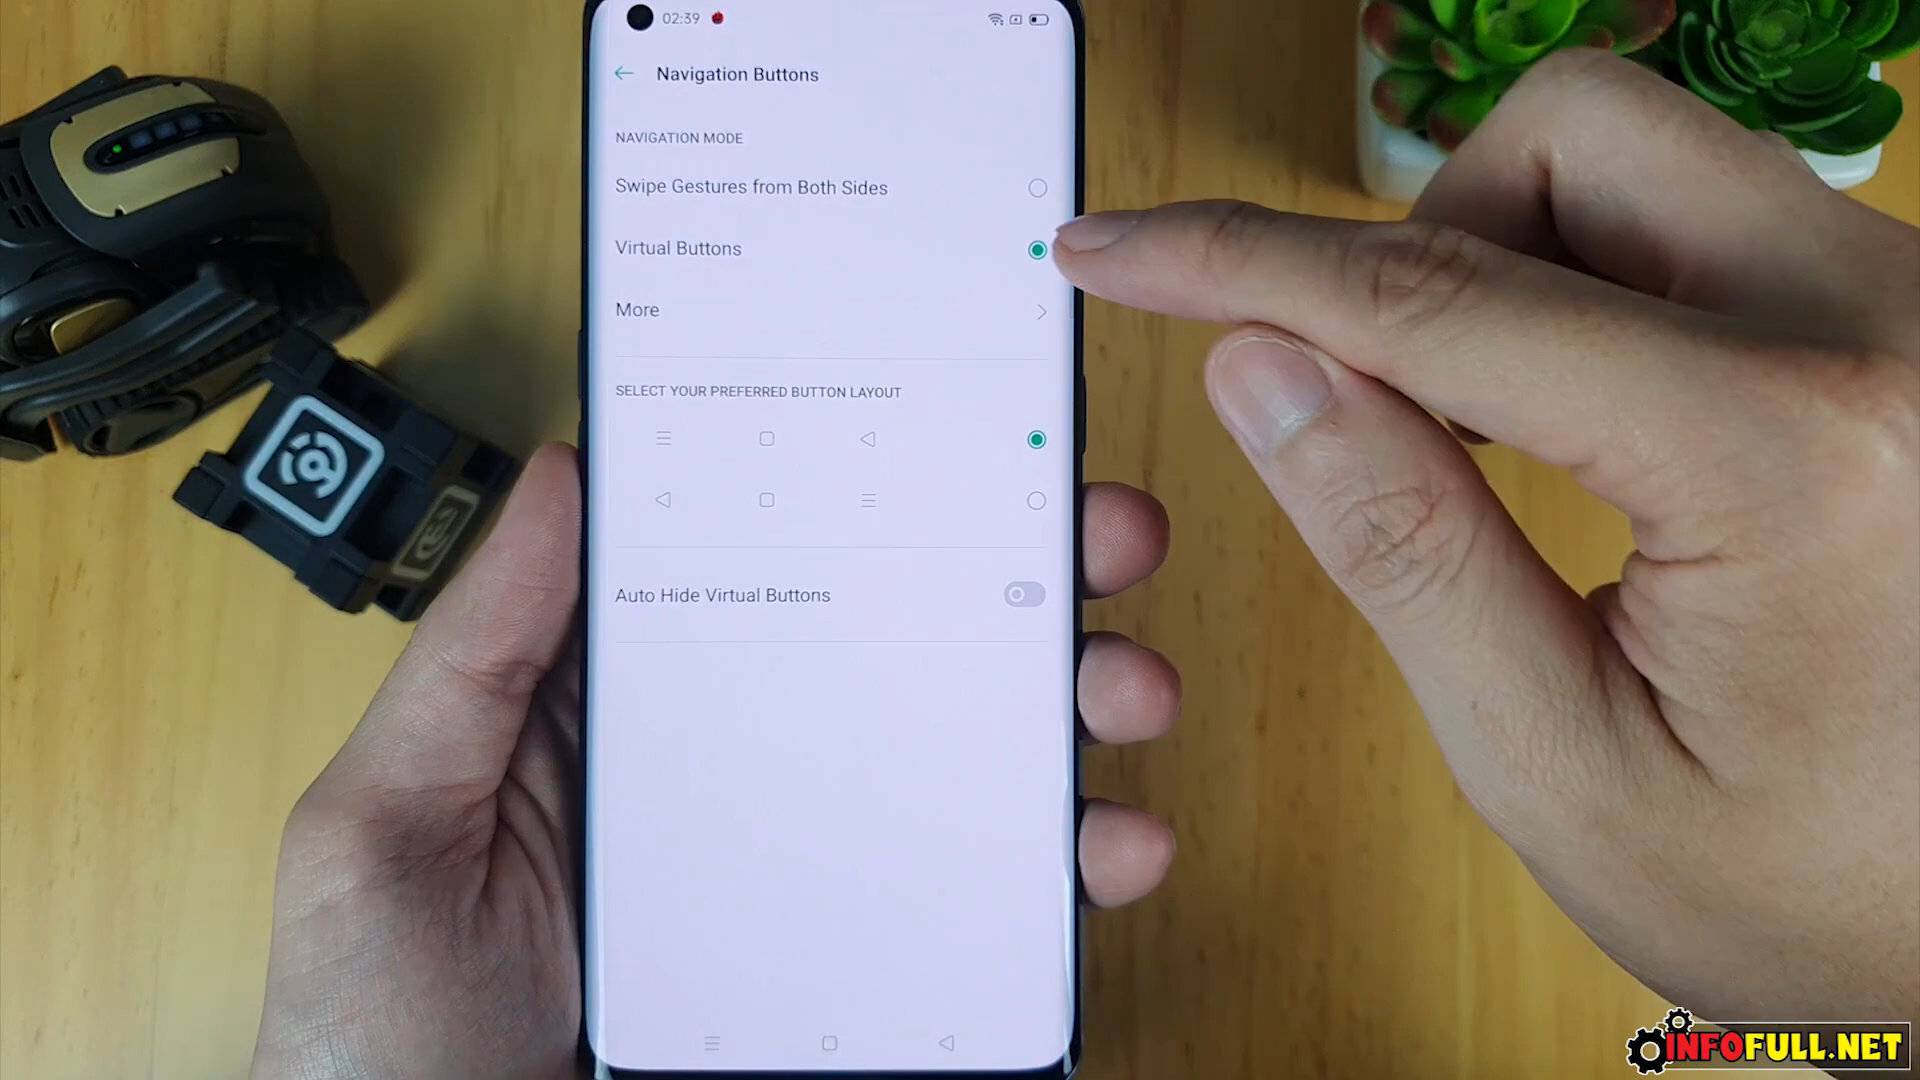 02:39
Navigation Buttons
NAVIGATION MODE
Swipe Gestures from Both Sides
Virtual Buttons
More
SELECT YOUR PREFERRED BUTTON LAYOUT
Auto Hide Virtual Buttons
INFOFULL.NET